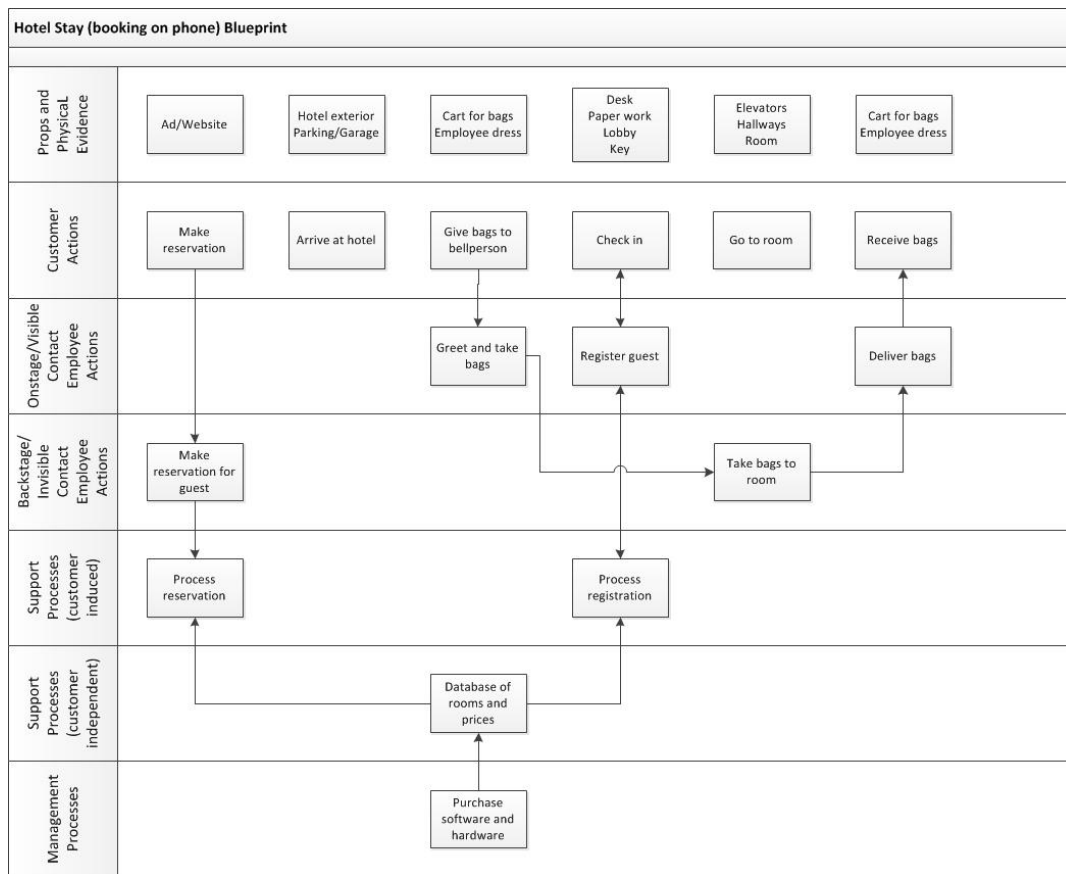 Hotel Stay (booking on phone) Blueprint
Props and
Physical
Evidence
Ad/Website
Hotel exterior
Parking/Garage
Cart for bags
Employee dress
Desk
Paper work
Lobby
Key
Elevators
Hallways
Room
Cart for bags
Employee dress
Customer
Actions
Make
reservation
Arrive at hotel
Give bags to
bellperson
Check in
Go to room
Receive bags
Onstage/Visible
Contact
Employee
Actions
Greet and take
bags
Register guest
Deliver bags
Backstage/
Invisible
Contact
Employee
Actions
Make
reservation for
guest
Take bags to
room
Support
Processes
(customer
induced)
Process
reservation
Process
registration
Support
Processes
(customer
independent)
Database of
rooms and
prices
Management
Processes
Purchase
software and
hardware